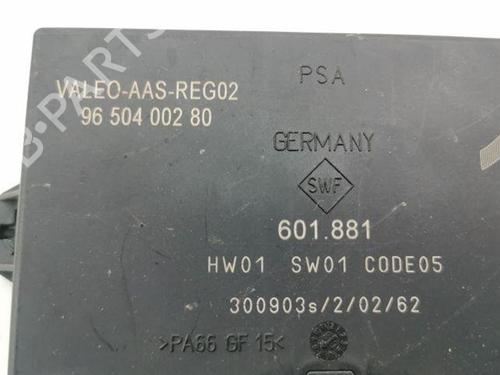 VALEO-AAS-REG02
96 504 002 80
PSA
GERMANY
SWF
601.881
HW01 SW01 CODE05
300903s/2/02/62
>PA66 GF 15<